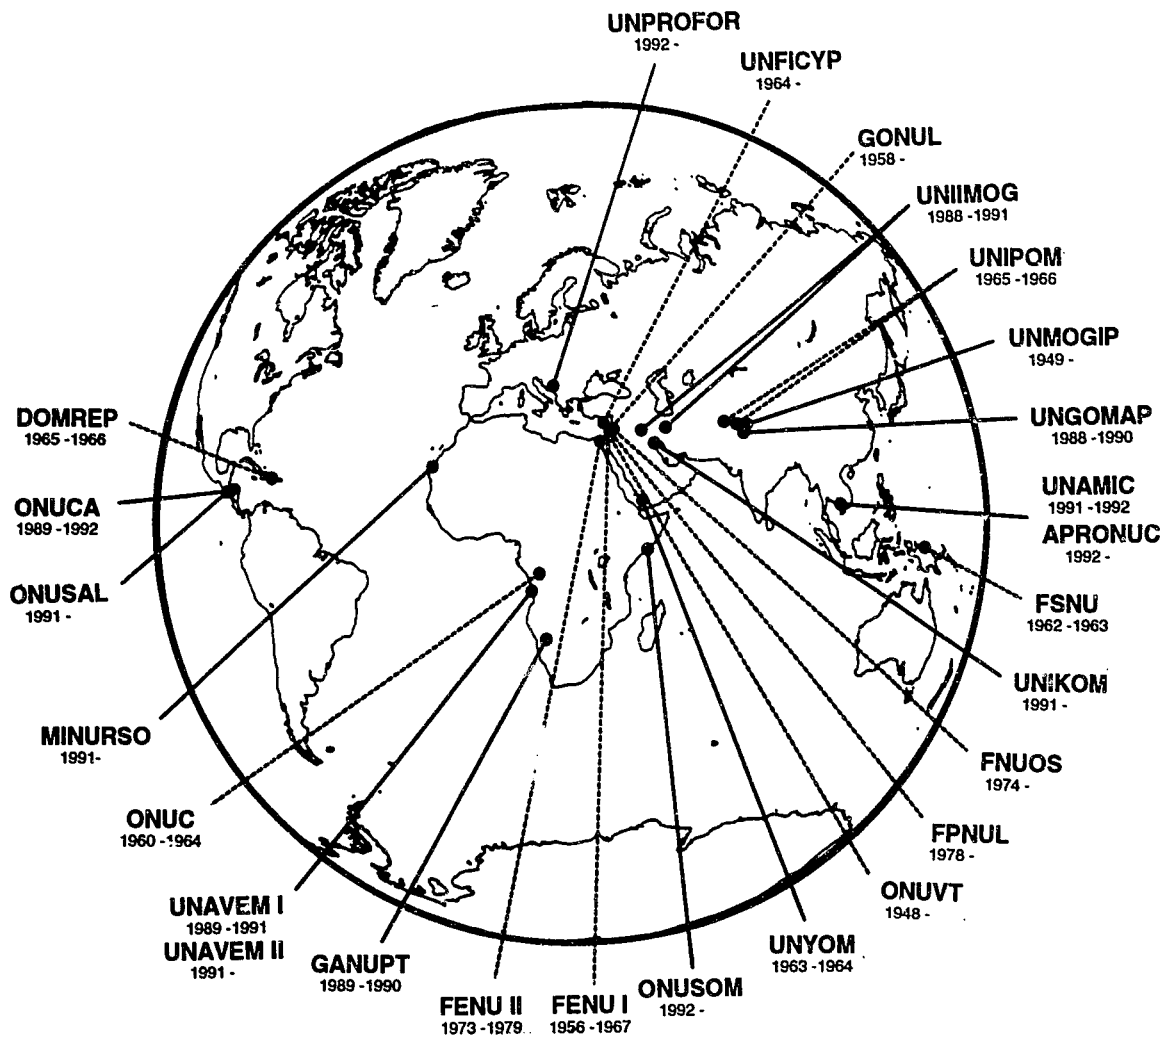 UNPROFOR
1992 -
UNFICYP
1964 -
GONUL
1958 -
UNIIMOG
1988 -1991
UNIPOM
1965 -1966
UNMOGIP
1949 -
UNGOMAP
1988 -1990
UNAMIC
1991 -1992
APRONUC
1992 -
FSNU
1962 -1963
UNIKOM
1991 -
FNUOS
1974 -
FPNUL
1978 -
ONUVT
1948 -
UNYOM
1963 -1964
ONUSOM
1992 -
FENU I
1956 -1967
FENU II
1973 -1979
GANUPT
1989 -1990
UNAVEM I
1989 -1991
UNAVEM II
1991 -
ONUC
1960 -1964
MINURSO
1991-
ONUSAL
1991 -
ONUCA
1989 -1992
DOMREP
1965 -1966